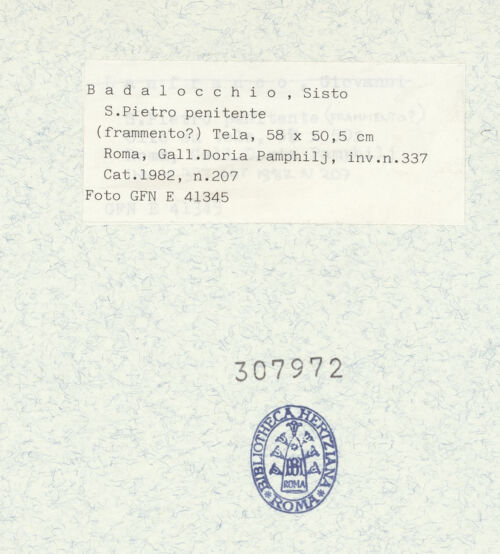 B a d a l o c c h i o , Sisto
S.Pietro penitente
(frammento?) Tela, 58 x 50,5 cm
Roma, Gall.Doria Pamphilj, inv.n.337
Cat.1982, n.207
Foto GFN E 41345
307972
BIBLIOTHECA HERTZIANA
ROMA
ROMA